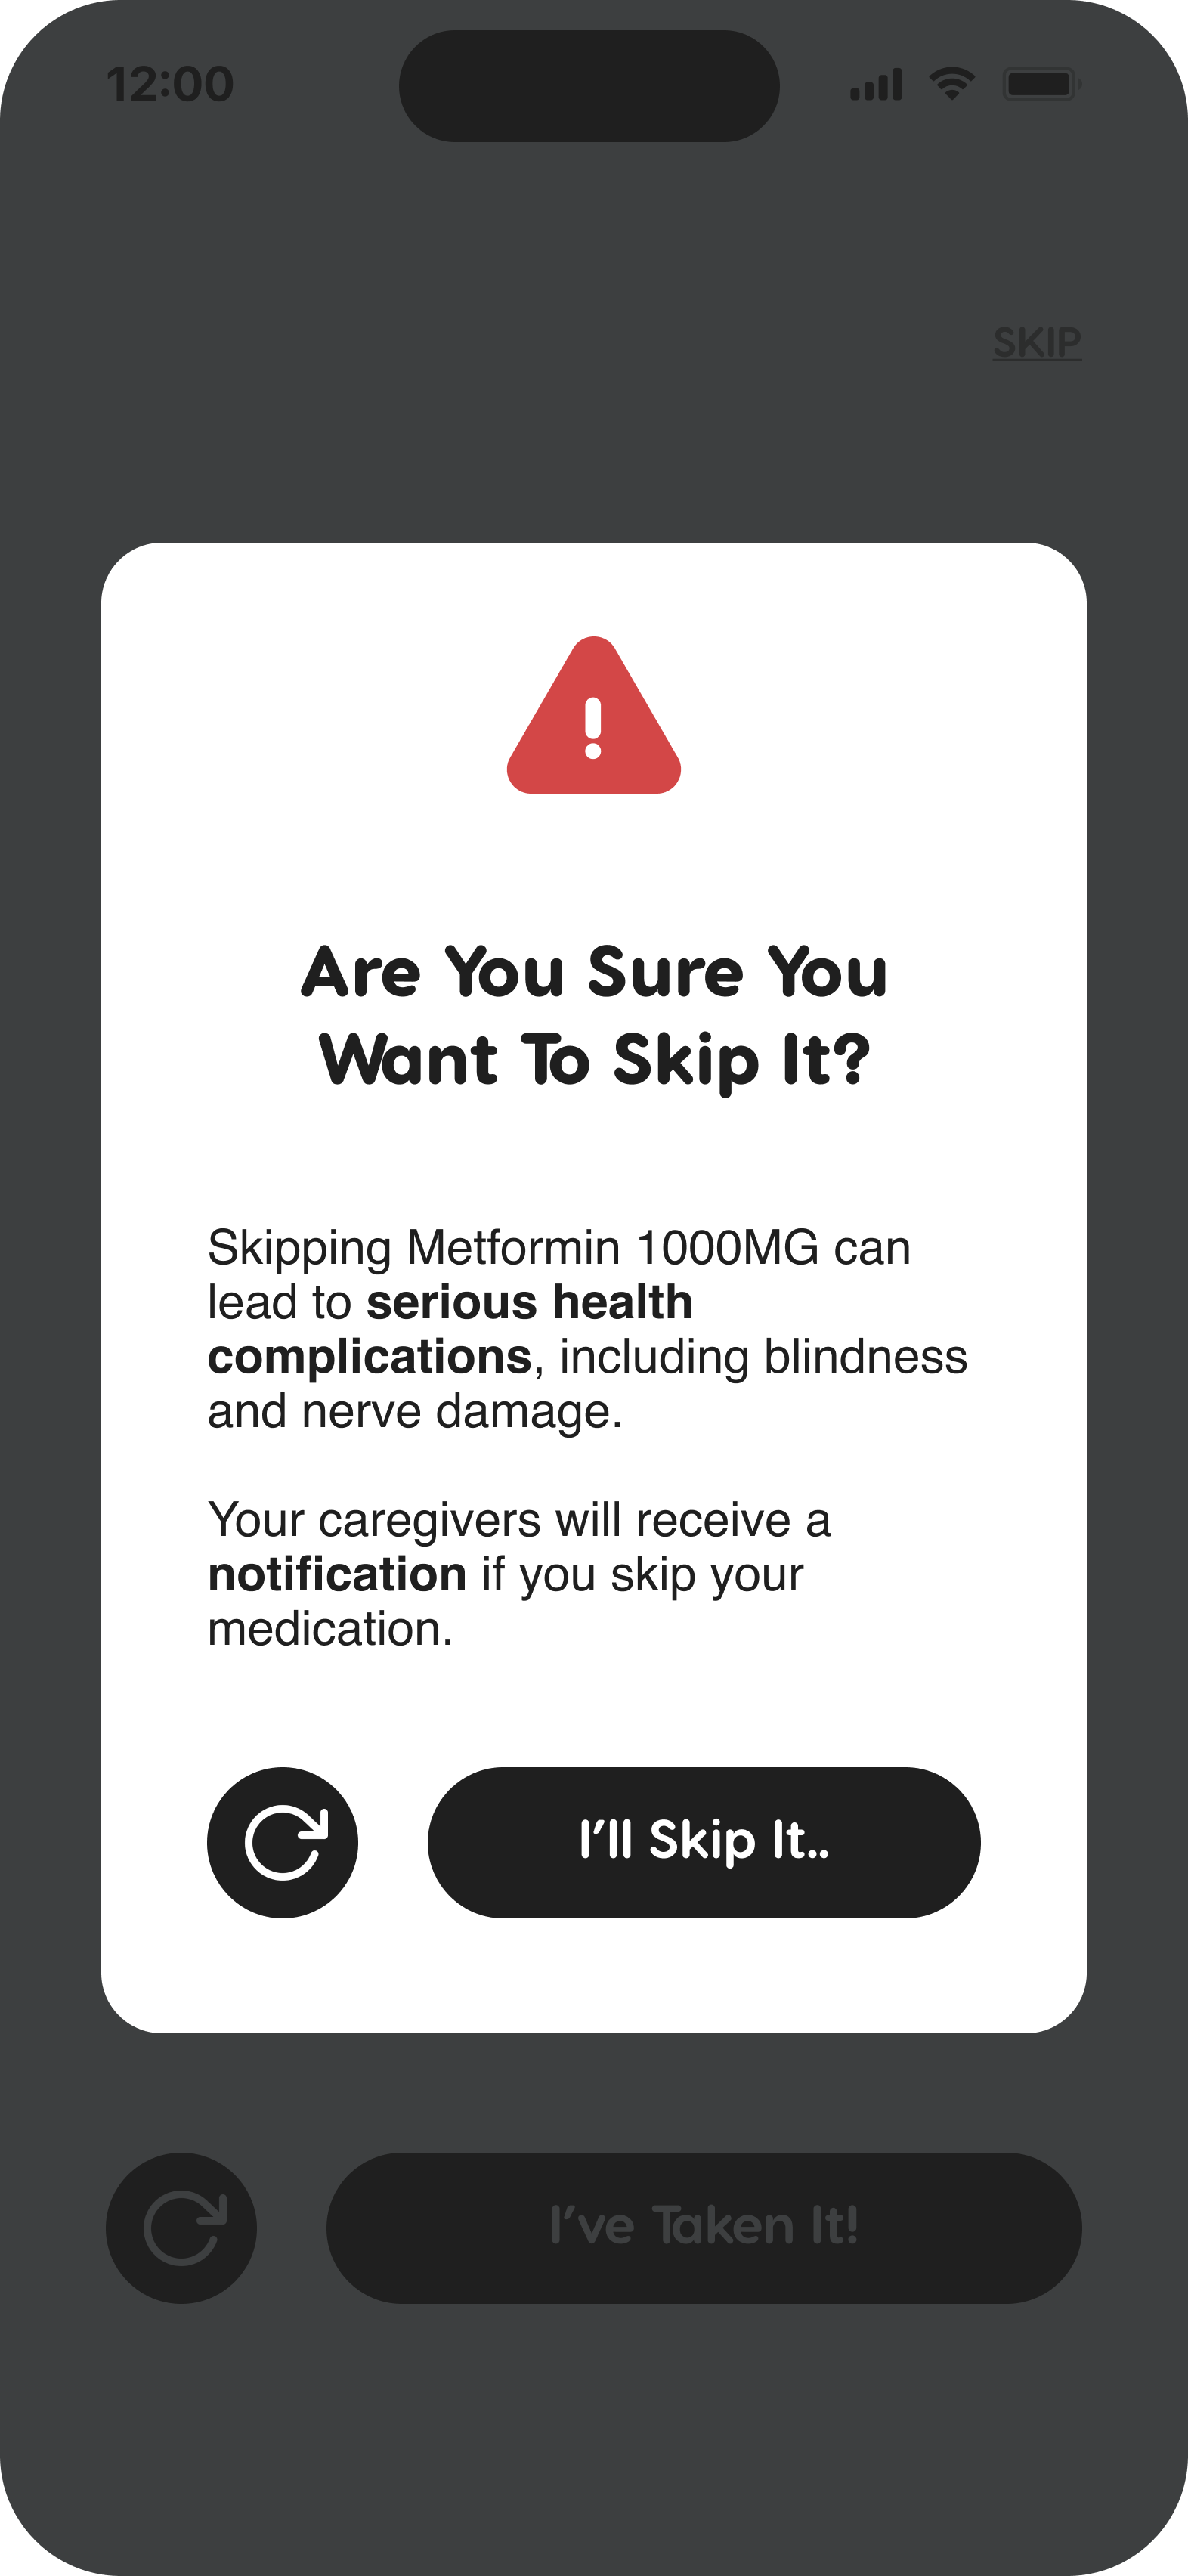 12:00
SKIP
Are You Sure You
Want To Skip It?
Skipping Metformin 1000MG can
lead to serious health
complications, including blindness
and nerve damage.
Your caregivers will receive a
notification if you skip your
medication.
I'll Skip It..
I've Taken It!